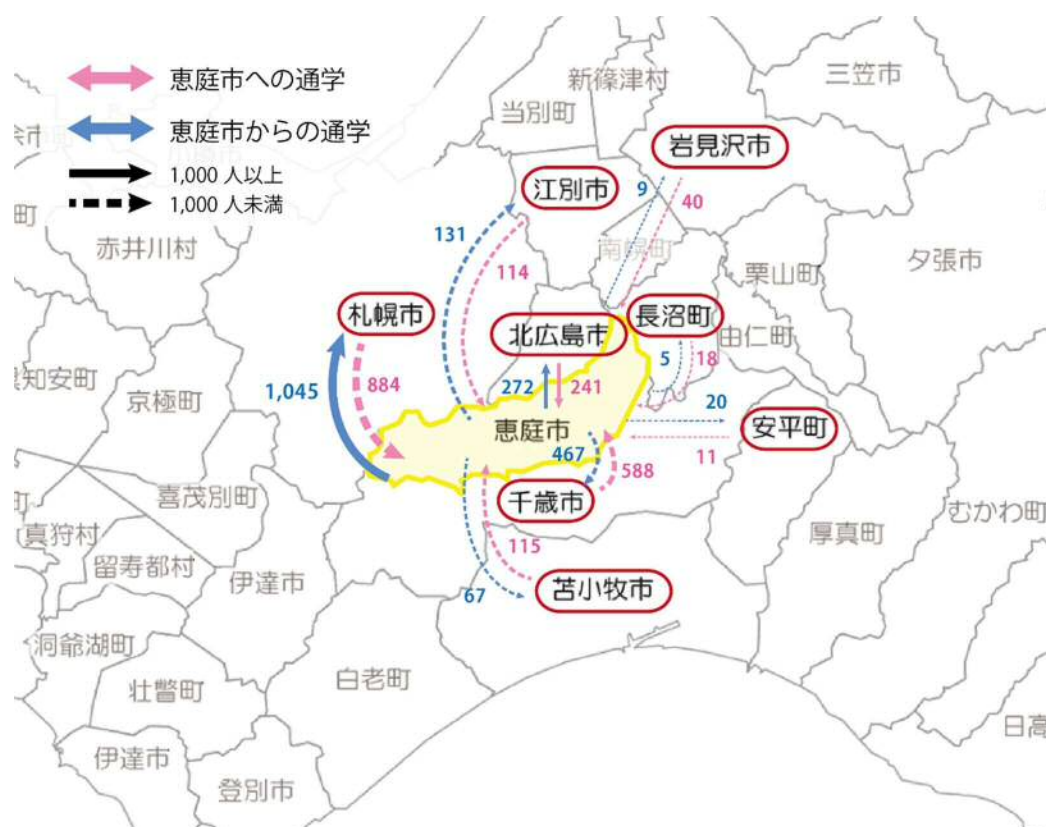 恵庭市への通学
恵庭市からの通学
1,000 人以上
1,000 人未満
新篠津村
三笠市
当別町
岩見沢市
江別市
9
40
赤井川村
131
南幌町
夕張市
栗山町
114
札幌市
長沼町
北広島市
由仁町
5
18
京極町
1,045
884
272
241
20
恵庭市
安平町
467
588
11
喜茂別町
千歳市
むかわ町
真狩村
厚真町
留寿都村
伊達市
115
67
苫小牧市
洞爺湖町
白老町
壮瞥町
伊達市
登別市